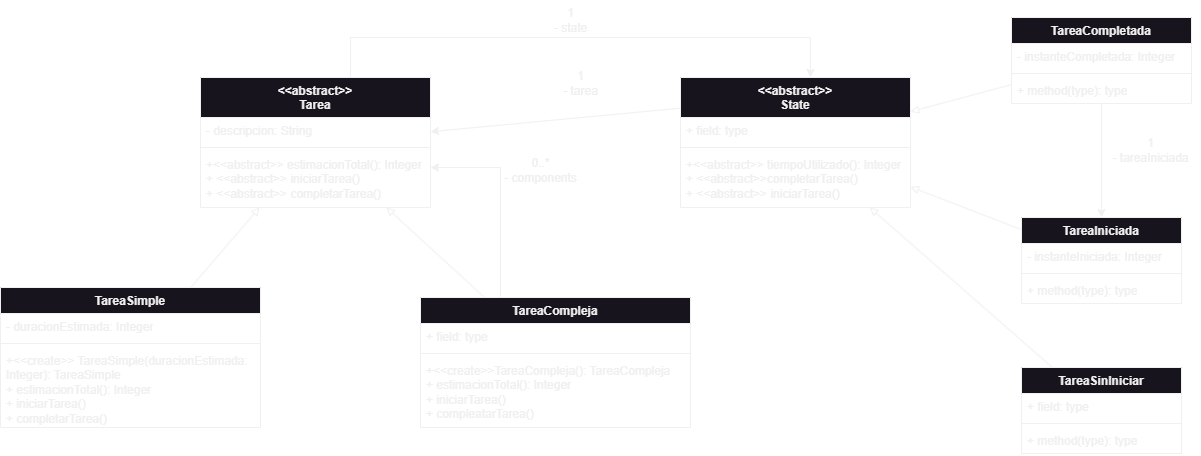 1
- state
<<abstract>>
Tarea
- descripcion: String
+<<abstract>> estimacionTotal(): Integer
+ <<abstract>> iniciarTarea()
+ <<abstract>> completarTarea()
1
- tarea
0..*
- components
<<abstract>>
State
+ field: type
+<<abstract>> tiempoUtilizado(): Integer
+ <<abstract>>completarTarea()
+ <<abstract>> iniciarTarea()
TareaCompletada
- instanteCompletada: Integer
+ method(type): type
1
- tareaIniciada
TareaIniciada
- instanteIniciada: Integer
+ method(type): type
TareaSimple
- duracionEstimada: Integer
+<<create>> TareaSimple(duracionEstimada:
Integer): TareaSimple
+ estimacionTotal(): Integer
+ iniciarTarea()
+ completarTarea()
TareaCompleja
+ field: type
+<<create>>TareaCompleja(): TareaCompleja
+ estimacionTotal(): Integer
+ iniciarTarea()
+ compleatarTarea()
TareaSinIniciar
+ field: type
+ method(type): type